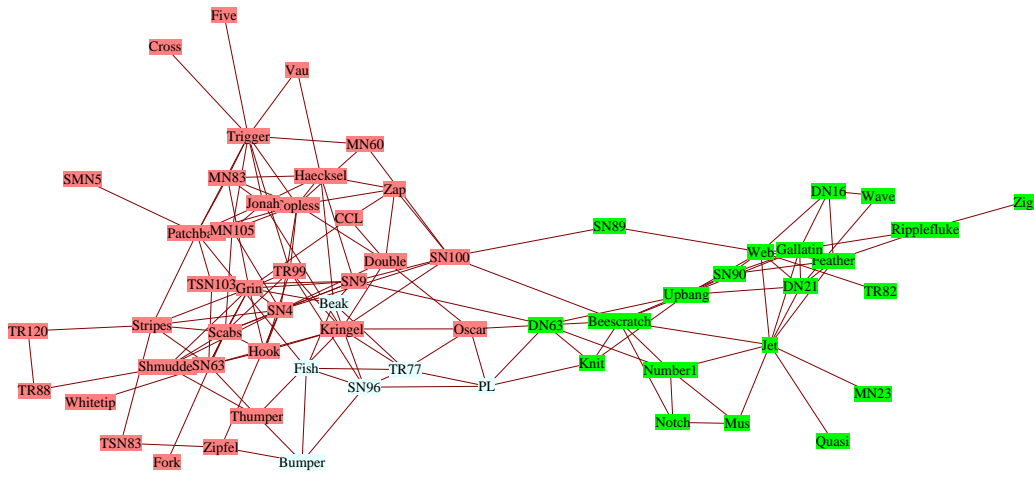 Five
Cross
Vau
Trigger
MN60
SMN5
MN83
Haecksel
Zap
DN16
Wave
Jonah
opless
Zig
CCL
Patchba
MN105
SN89
Ripplefluke
Web
Gallatin
SN100
Double
Feather
TR99
SN90
TSN103
Grin
SN9
DN21
TR82
Upbang
Beak
SN4
Stripes
Beescratch
TR120
Scabs
Kringel
Oscar
DN63
Jet
Hook
Shmudde
SN63
Fish
TR77
Knit
Number1
TR88
SN96
PL
MN23
Whitetip
Thumper
Notch
Mus
TSN83
Zipfel
Quasi
Fork
Bumper